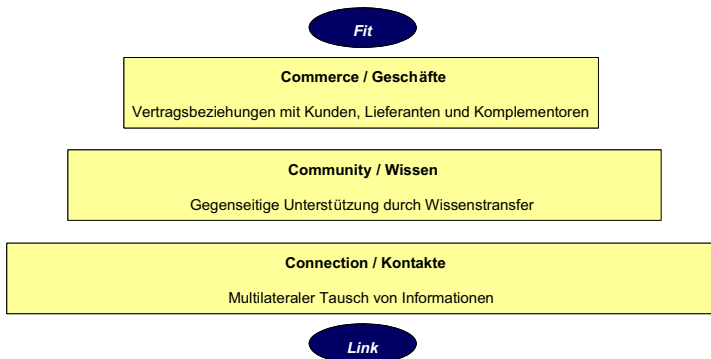 Fit
Commerce / Geschäfte
Vertragsbeziehungen mit Kunden, Lieferanten und Komplementoren
Community / Wissen
Gegenseitige Unterstützung durch Wissenstransfer
Connection / Kontakte
Multilateraler Tausch von Informationen
Link